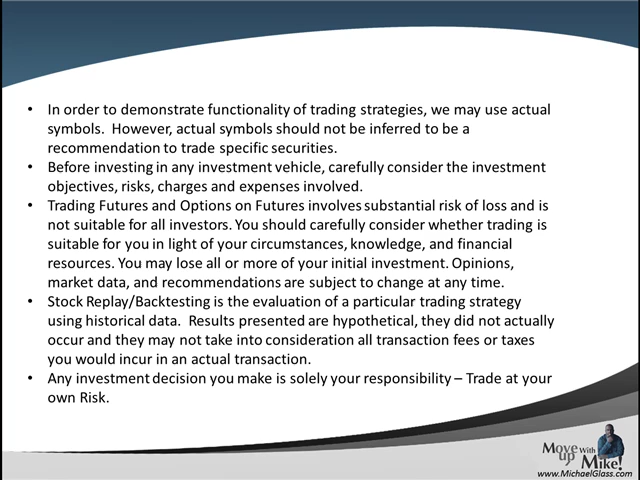 • In order to demonstrate functionality of trading strategies, we may use actual
symbols.  However, actual symbols should not be inferred to be a
recommendation to trade specific securities.
• Before investing in any investment vehicle, carefully consider the investment
objectives, risks, charges and expenses involved.
• Trading Futures and Options on Futures involves substantial risk of loss and is
not suitable for all investors. You should carefully consider whether trading is
suitable for you in light of your circumstances, knowledge, and financial
resources. You may lose all or more of your initial investment. Opinions,
market data, and recommendations are subject to change at any time.
• Stock Replay/Backtesting is the evaluation of a particular trading strategy
using historical data.  Results presented are hypothetical, they did not actually
occur and they may not take into consideration all transaction fees or taxes
you would incur in an actual transaction.
• Any investment decision you make is solely your responsibility – Trade at your
own Risk.
Move up With Mike!
www.MichaelGlass.com